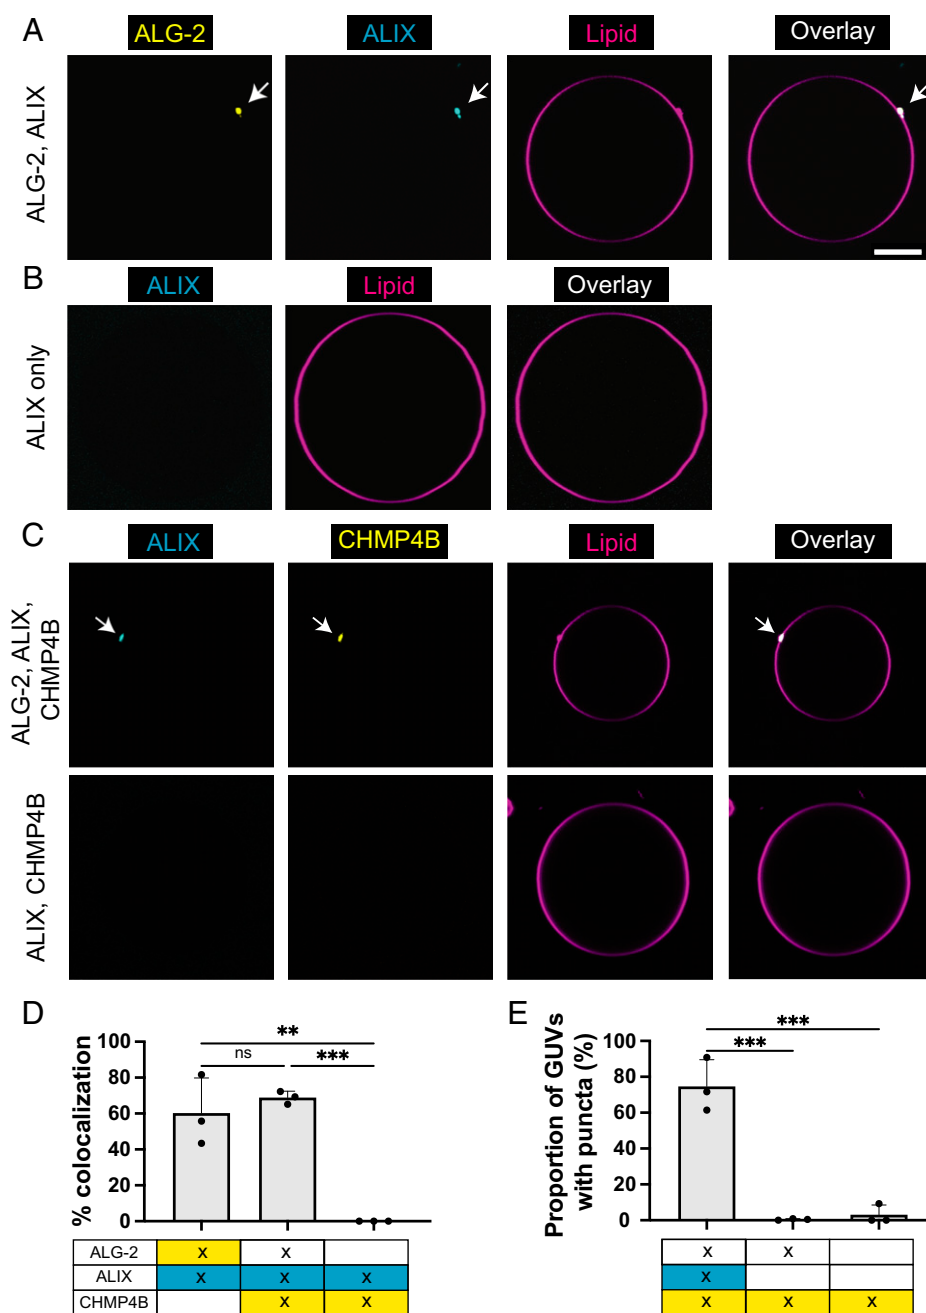 A
ALG-2 ALIX Lipid Overlay
ALG-2, ALIX
B
ALIX Lipid Overlay
ALIX only
C
ALIX CHMP4B Lipid Overlay
ALG-2, ALIX,
CHMP4B
ALIX, CHMP4B
D
% colocalization
100
80
60
40
20
0
**
ns ***
ALG-2 x x
ALIX x x x
CHMP4B x x
E
Proportion of GUVs
with puncta (%)
100
80
60
40
20
0
***
***
x x
x
x x x